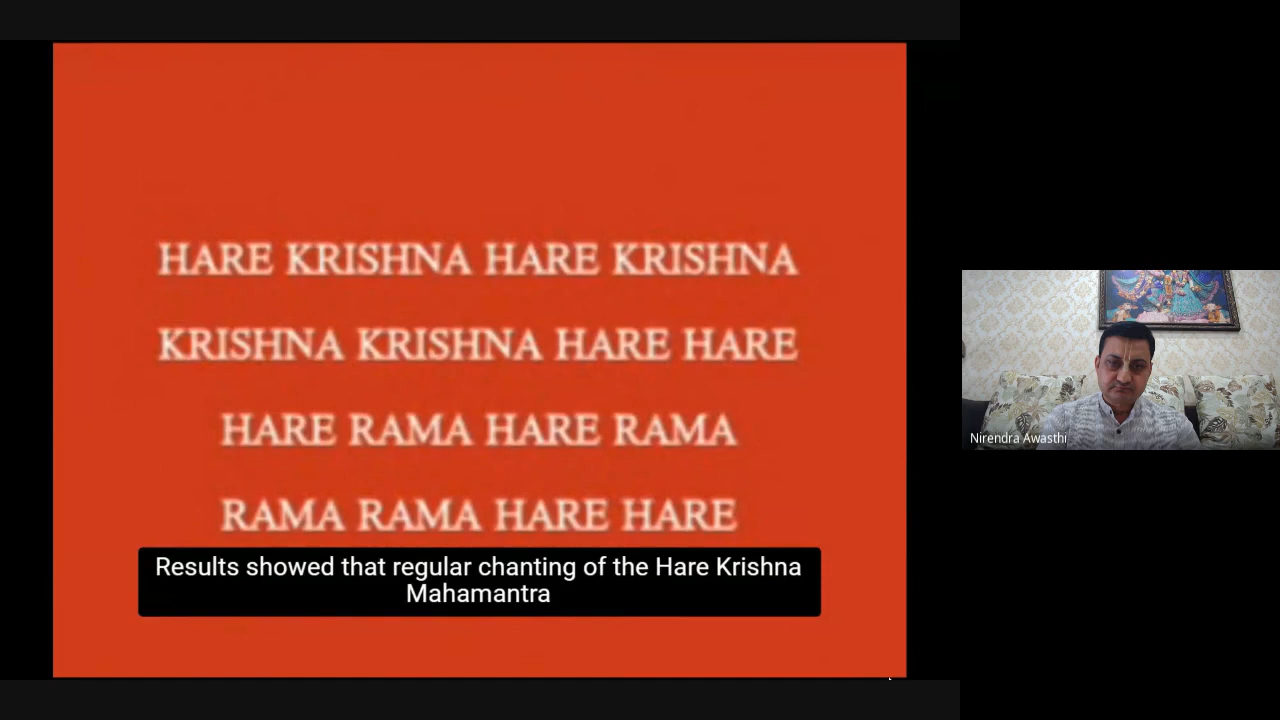 HARE KRISHNA HARE KRISHNA
KRISHNA KRISHNA HARE HARE
HARE RAMA HARE RAMA
RAMA RAMA HARE HARE
Results showed that regular chanting of the Hare Krishna
Mahamantra
Nirendra Awasthi